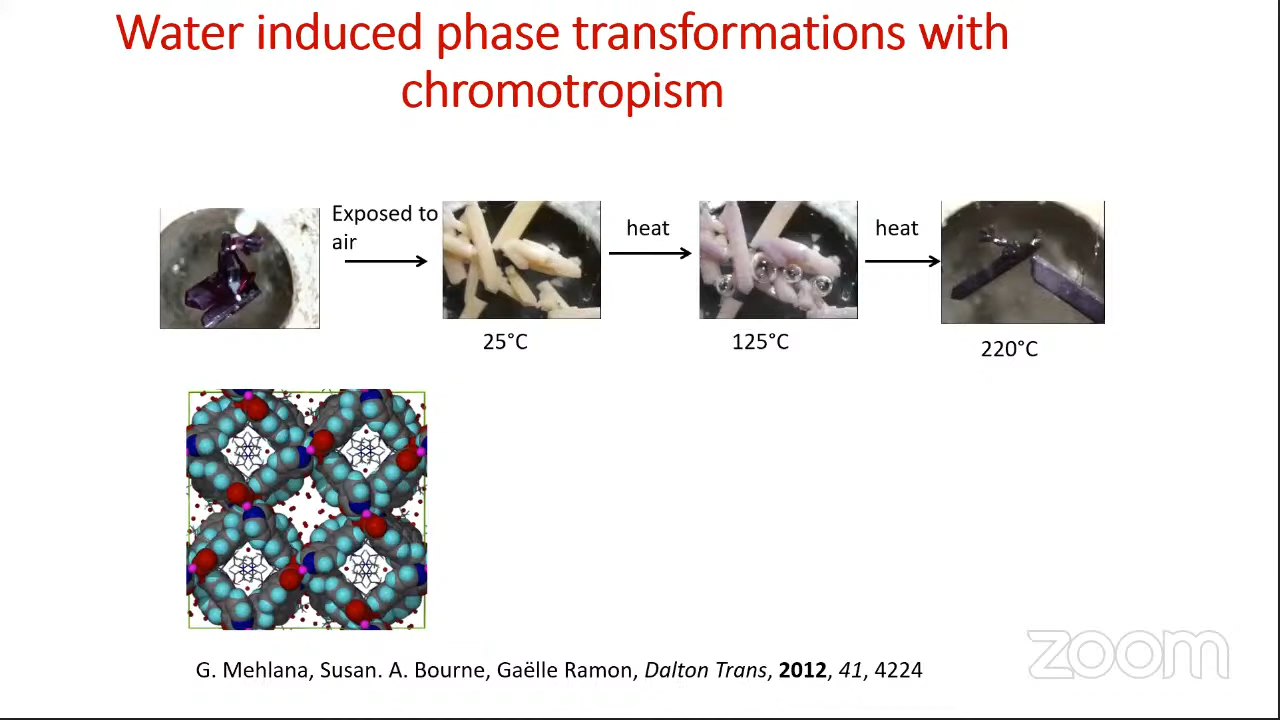 Water induced phase transformations with
chromotropism
Exposed to
air
heat
heat
25°C
125°C
220°C
G. Mehlana, Susan. A. Bourne, Gaëlle Ramon, Dalton Trans, 2012, 41, 4224
zoom